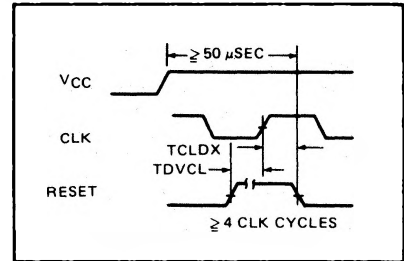 ≧50 μSEC
VCC
CLK
TCLDX
TDVCL
RESET
≧4 CLK CYCLES